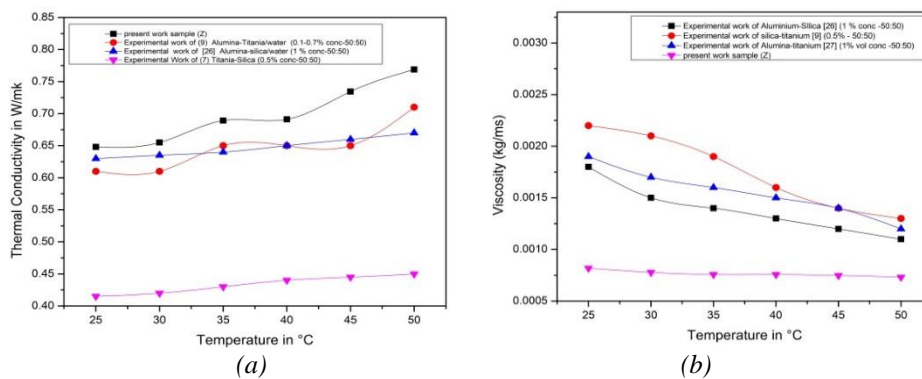 present work sample (Z)
Experimental work of (9) Alumina-Titania/water (0.1-0.7% conc-50:50)
Experimental work of [26] Alumina-silica/water (1 % conc-50:50)
Experimental Work of (7) Titania-Silica (0.5% conc-50:50)
0.85
0.80
0.75
0.70
0.65
0.60
0.55
0.50
0.45
0.40
Thermal Conductivity in W/mk
25 30 35 40 45 50
Temperature in °C
(a)
Experimental work of Aluminium-Silica [26] (1 % conc -50:50)
Experimental work of silica-titanium [9] (0.5% - 50:50)
Experimental work of Alumina-titanium [27] (1% vol conc -50:50)
present work sample (Z)
0.0030
0.0025
0.0020
0.0015
0.0010
0.0005
Viscosity (kg/ms)
25 30 35 40 45 50
Temperature in °C
(b)